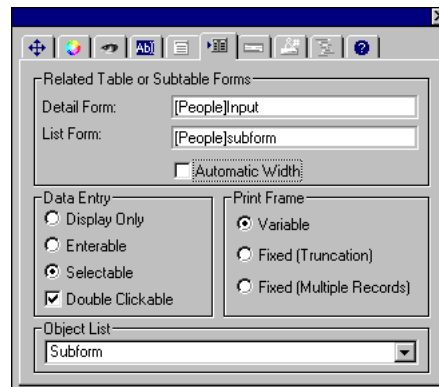 Ab
Related Table or Subtable Forms
Detail Form: [People]Input
List Form: [People]subform
Automatic Width
Data Entry
Display Only
Enterable
Selectable
Double Clickable
Print Frame
Variable
Fixed (Truncation)
Fixed (Multiple Records)
Object List
Subform